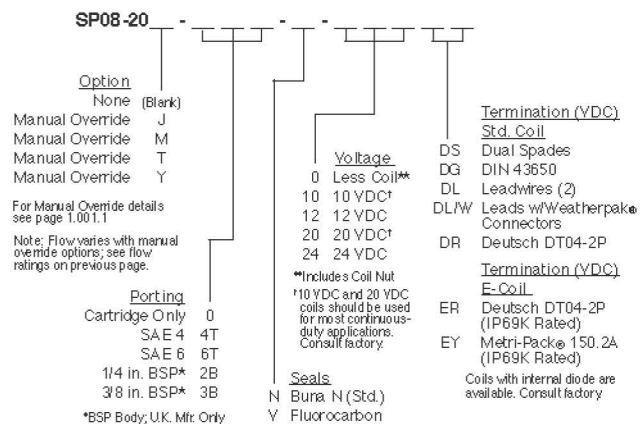 SP08-20__ - ____ - __ - ____ __
Option
None (Blank)
Manual Override J
Manual Override M
Manual Override T
Manual Override Y
For Manual Override details
see page 1.001.1
Note: Flow varies with manual
override options; see flow
ratings on previous page.
Porting
Cartridge Only 0
SAE 4 4T
SAE 6 6T
1/4 in. BSP* 2B
3/8 in. BSP* 3B
*BSP Body; U.K. Mfr. Only
Seals
N Buna N (Std.)
V Fluorocarbon
Voltage
0 Less Coil**
10 10 VDC†
12 12 VDC
20 20 VDC†
24 24 VDC
**Includes Coil Nut
†10 VDC and 20 VDC
coils should be used
for most continuous-
duty applications.
Consult factory.
Termination (VDC)
Std. Coil
DS Dual Spades
DG DIN 43650
DL Leadwires (2)
DL/W Leads w/Weatherpak®
Connectors
DR Deutsch DT04-2P
Termination (VDC)
E-Coil
ER Deutsch DT04-2P
(IP69K Rated)
EY Metri-Pack® 150.2A
(IP69K Rated)
Coils with internal diode are
available. Consult factory